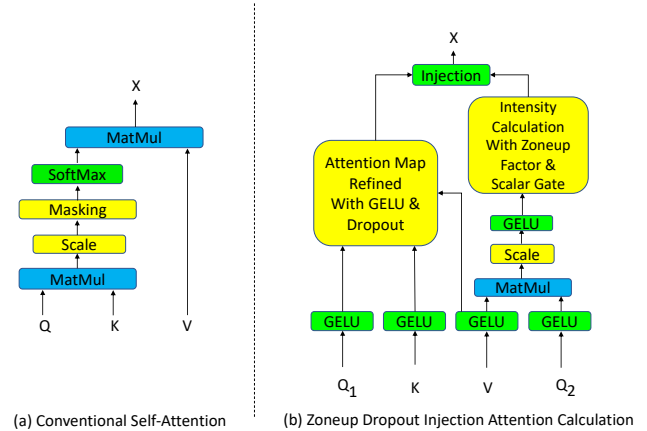 X
MatMul
SoftMax
Masking
Scale
MatMul
Q K V
(a) Conventional Self-Attention
X
Injection
Intensity
Calculation
With Zoneup
Factor &
Scalar Gate
Attention Map
Refined
With GELU &
Dropout
GELU
Scale
MatMul
GELU GELU GELU GELU
Q1 K V Q2
(b) Zoneup Dropout Injection Attention Calculation